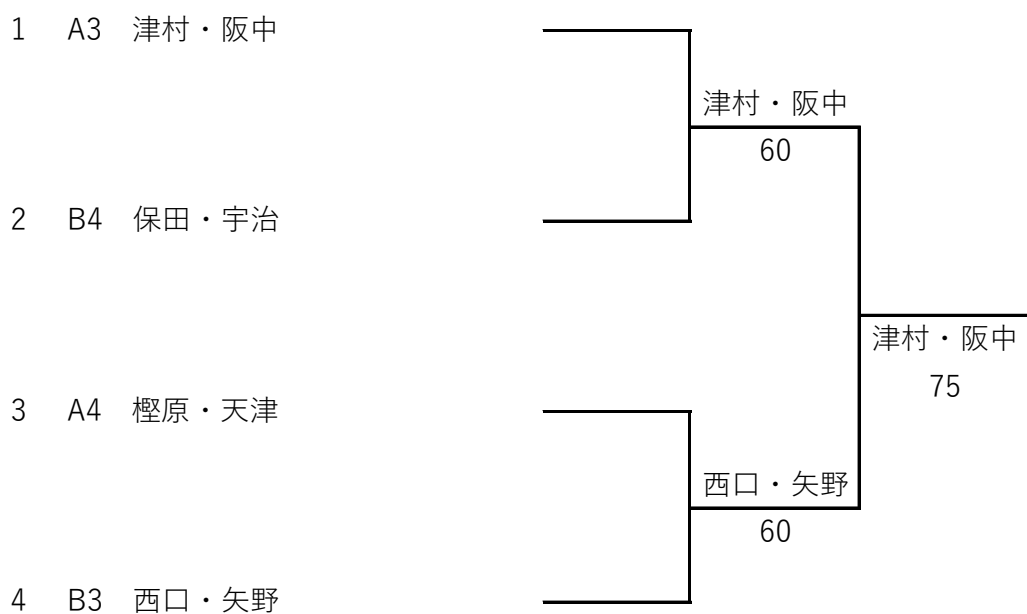 1 A3 津村・阪中
津村・阪中
60
2 B4 保田・宇治
津村・阪中
75
3 A4 樫原・天津
西口・矢野
60
4 B3 西口・矢野